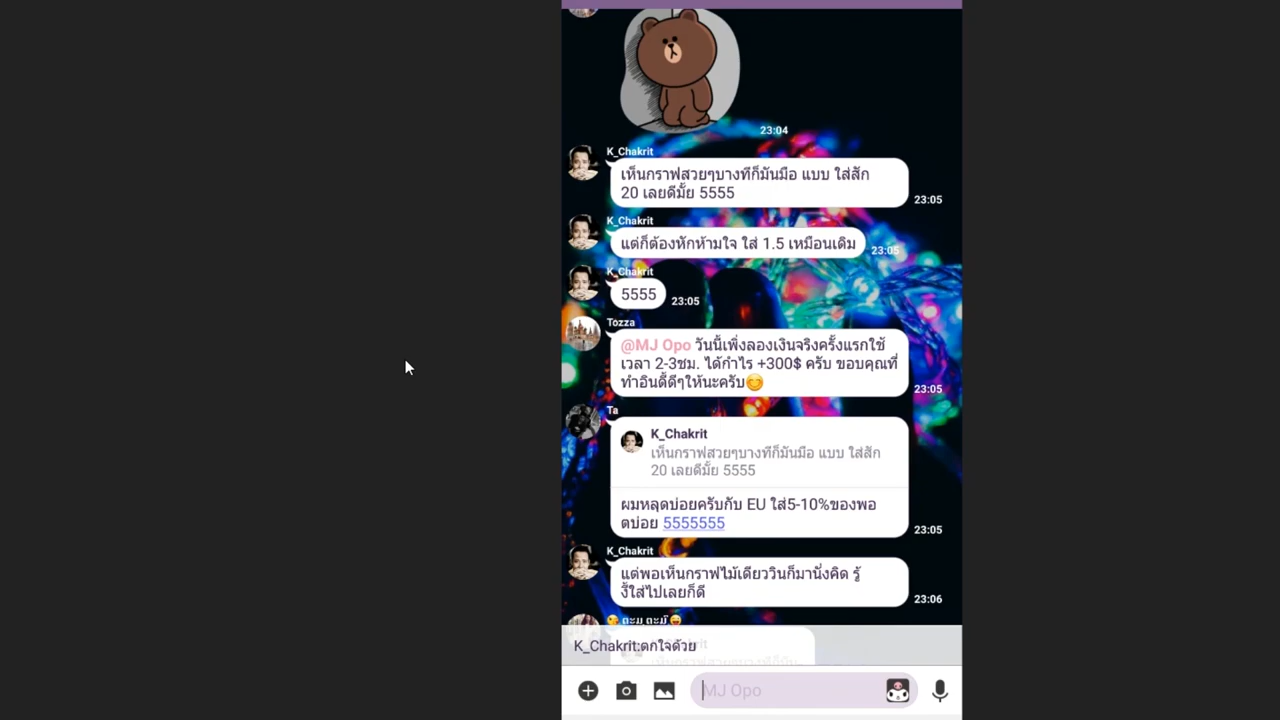 23:04
K_Chakrit
เห็นกราฟสวยๆบางทีก็มันมือ แบบ ใส่สัก
20 เลยดีมั้ย 5555
23:05
K_Chakrit
แต่ก็ต้องหักห้ามใจ ใส่ 1.5 เหมือนเดิม
23:05
K_Chakrit
5555
23:05
Tozza
@MJ Opo วันนี้เพิ่งลองเงินจริงครั้งแรกใช้
เวลา 2-3ชม. ได้กำไร +300$ ครับ ขอบคุณที่
ทำอินดี้ดีๆให้นะครับ😊
23:05
Ta
K_Chakrit
เห็นกราฟสวยๆบางทีก็มันมือ แบบ ใส่สัก
20 เลยดีมั้ย 5555
ผมหลุดบ่อยครับกับ EU ใส่5-10%ของพอ
ตบ่อย 5555555
23:05
K_Chakrit
แต่พอเห็นกราฟไม้เดียววินก็มานั่งคิด รู้
งี้ใส่ไปเลยก็ดี
23:06
K_Chakrit:ตกใจด้วย
MJ Opo